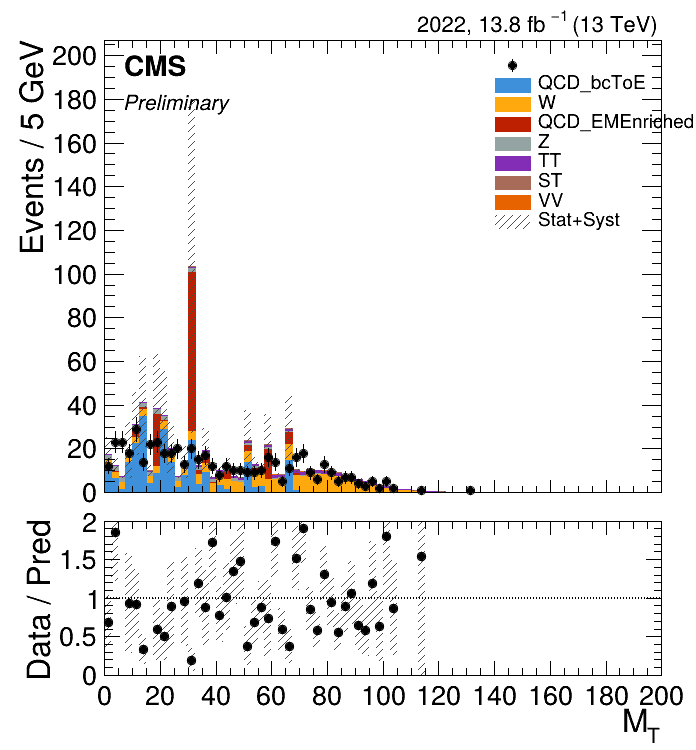 2022, 13.8 fb⁻¹ (13 TeV)
CMS
Preliminary
Events / 5 GeV
200
180
160
140
120
100
80
60
40
20
0
QCD_bcToE
W
QCD_EMEnriched
Z
TT
ST
VV
Stat+Syst
Data / Pred
2
1.5
1
0.5
0
0 20 40 60 80 100 120 140 160 180 200
M_T